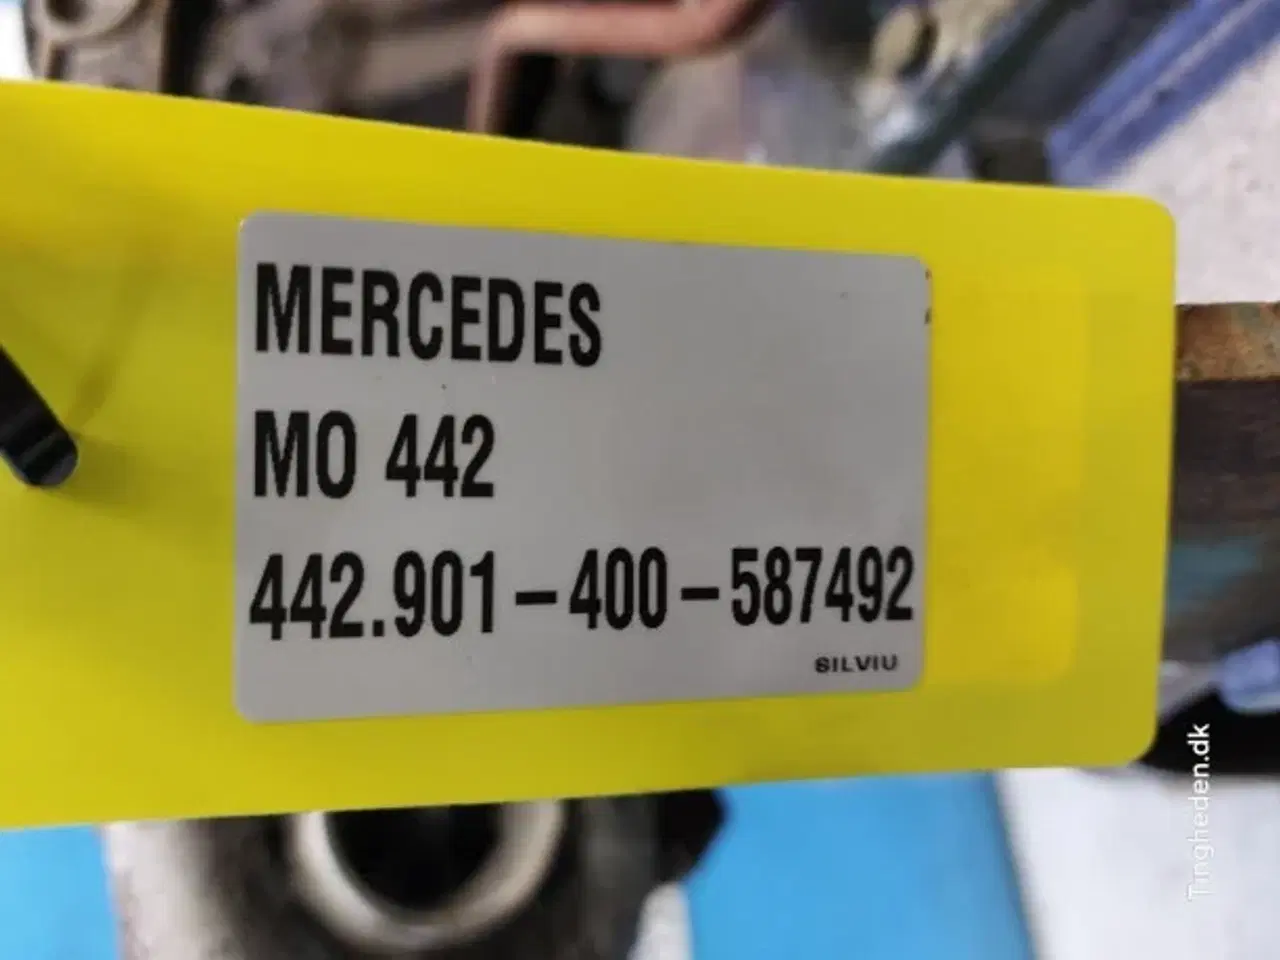 MERCEDES
MO 442
442.901-400-587492
SILVIU
Tingheden.dk